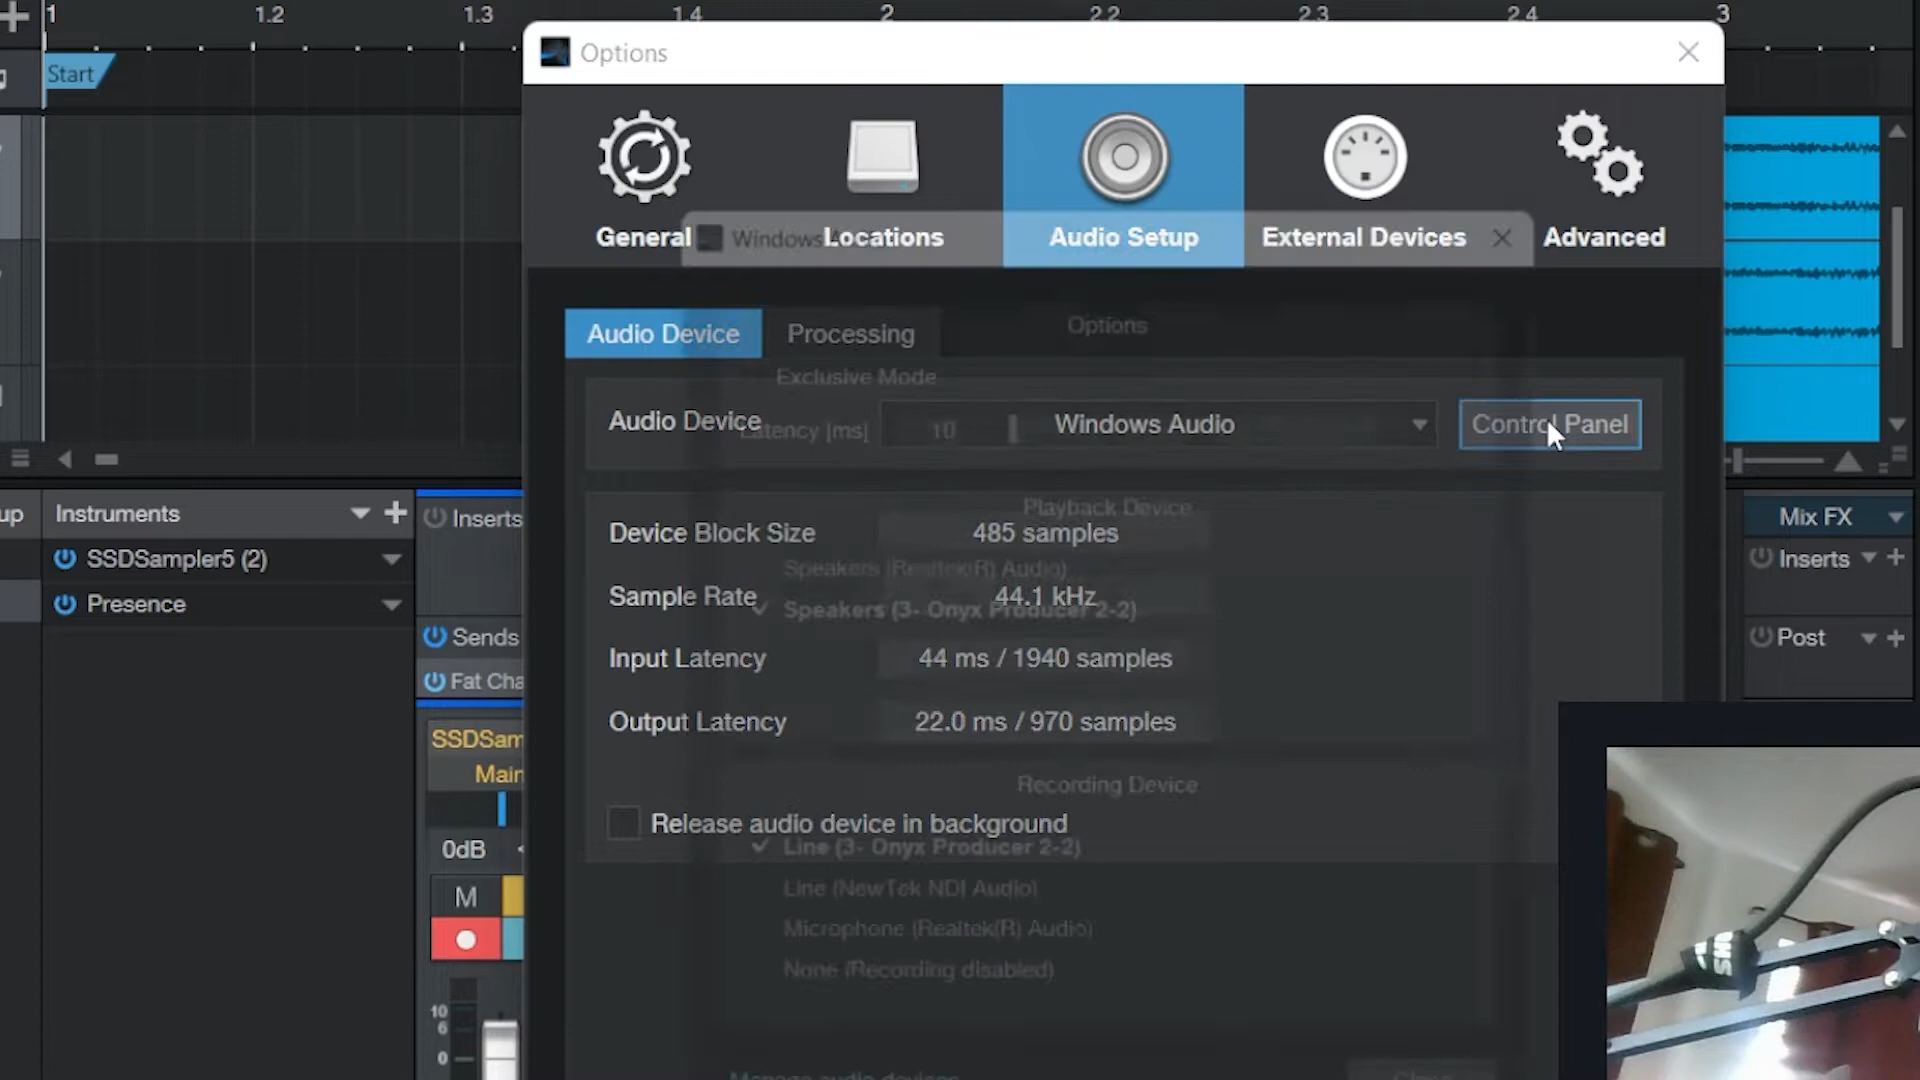 1 1.2 1.3 1.4 2 2.2 2.3 2.4 3
Options
Start
General Windows Locations Audio Setup External Devices Advanced
Audio Device Processing Options
Exclusive Mode
Audio Device Latency [ms] 10 Windows Audio Control Panel
Playback Device
Device Block Size 485 samples
Speakers (Realtek(R) Audio)
Sample Rate 44.1 kHz
Speakers (3- Onyx Producer 2-2)
Input Latency 44 ms / 1940 samples
Output Latency 22.0 ms / 970 samples
Recording Device
Release audio device in background
Line (3- Onyx Producer 2-2)
Line (NewTek NDI Audio)
Microphone (Realtek(R) Audio)
None (Recording disabled)
Manage audio devices
Close
up Instruments Inserts
SSDSampler5 (2)
Presence
Sends
Fat Cha
SSDSam
Main
0dB
M
10
6
0
Mix FX
Inserts
Post
SHU